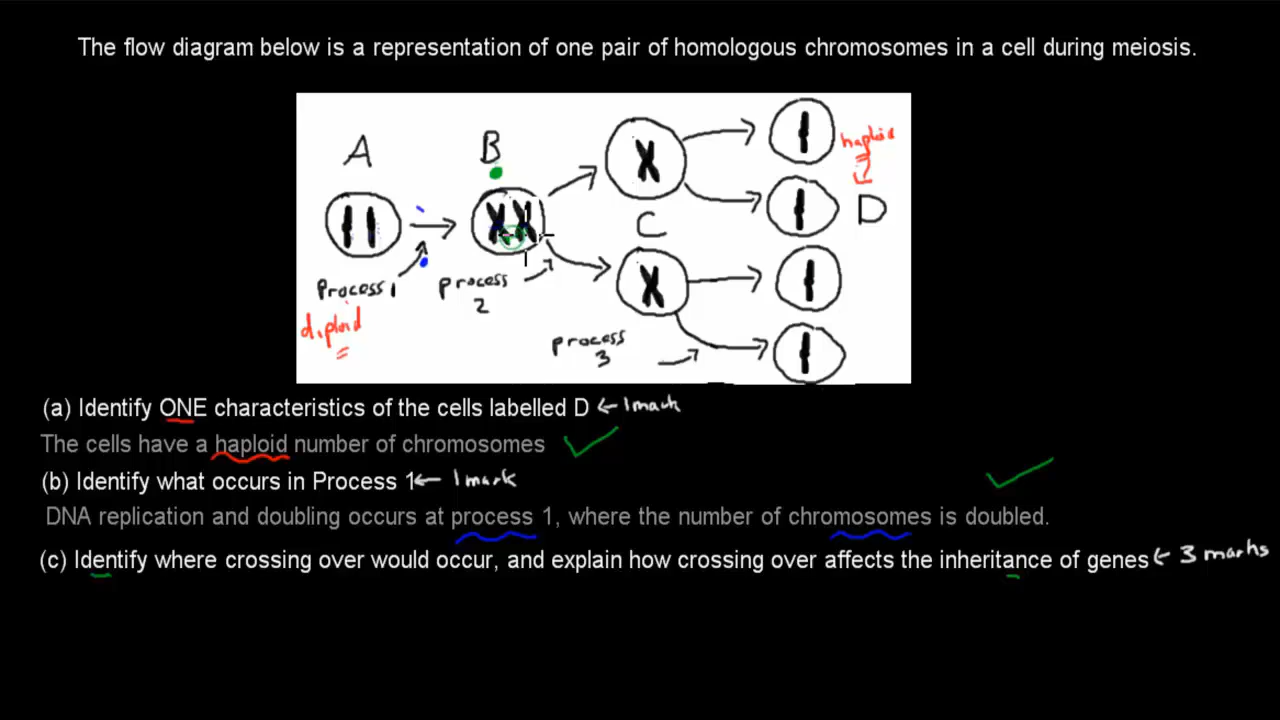 The flow diagram below is a representation of one pair of homologous chromosomes in a cell during meiosis.
A
B
haploid
D
C
Process 1
process 2
diploid
process 3
(a) Identify ONE characteristics of the cells labelled D ← 1 mark
The cells have a haploid number of chromosomes
(b) Identify what occurs in Process 1 ← 1 mark
DNA replication and doubling occurs at process 1, where the number of chromosomes is doubled.
(c) Identify where crossing over would occur, and explain how crossing over affects the inheritance of genes ← 3 marks